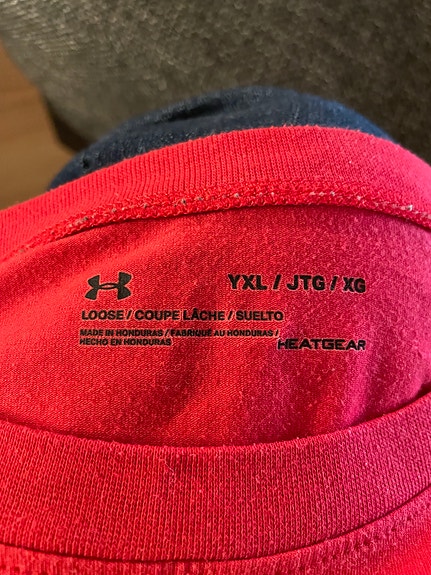 YXL / JTG / XG
LOOSE / COUPE LÂCHE / SUELTO
MADE IN HONDURAS / FABRIQUÉ AU HONDURAS /
HECHO EN HONDURAS
HEATGEAR